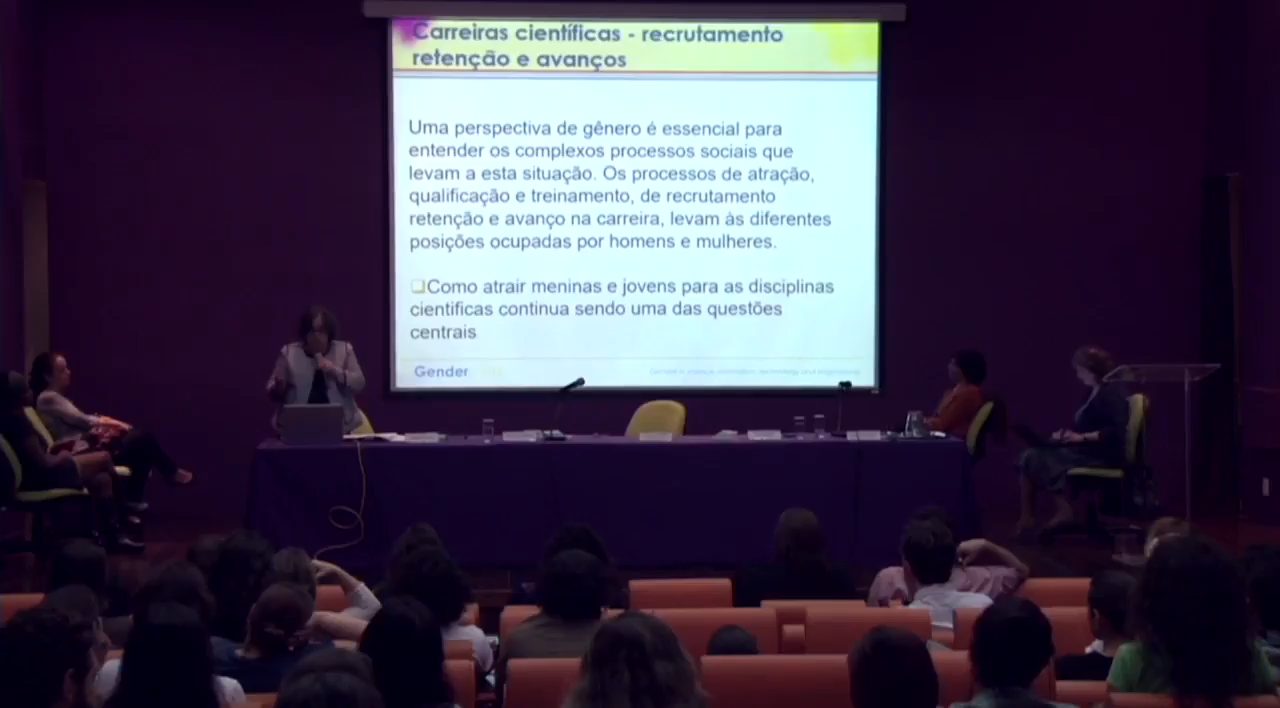 Carreiras científicas - recrutamento
retenção e avanços
Uma perspectiva de gênero é essencial para
entender os complexos processos sociais que
levam a esta situação. Os processos de atração,
qualificação e treinamento, de recrutamento
retenção e avanço na carreira, levam às diferentes
posições ocupadas por homens e mulheres.
Como atrair meninas e jovens para as disciplinas
cientificas continua sendo uma das questões
centrais
Gender